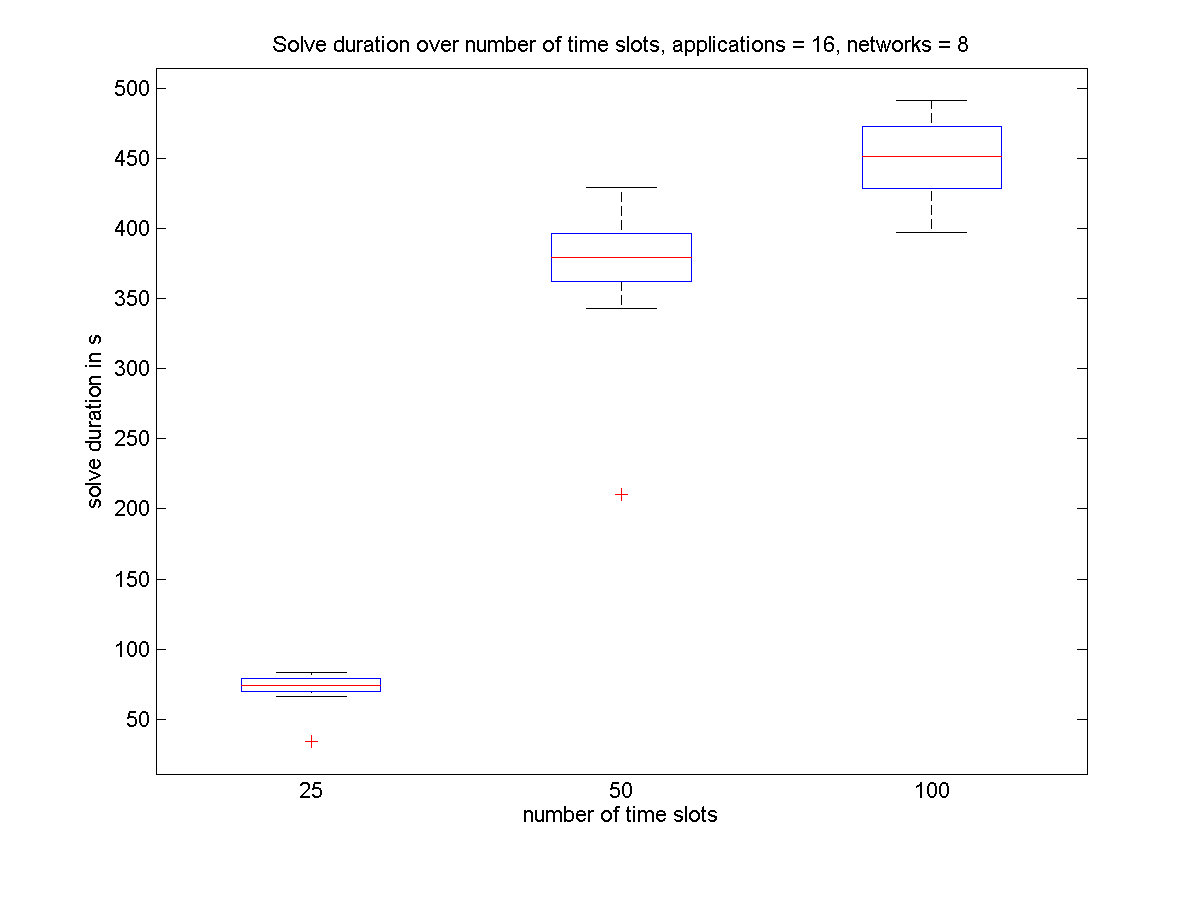 Solve duration over number of time slots, applications = 16, networks = 8
500
450
400
350
300
250
200
150
100
50
solve duration in s
25 50 100
number of time slots